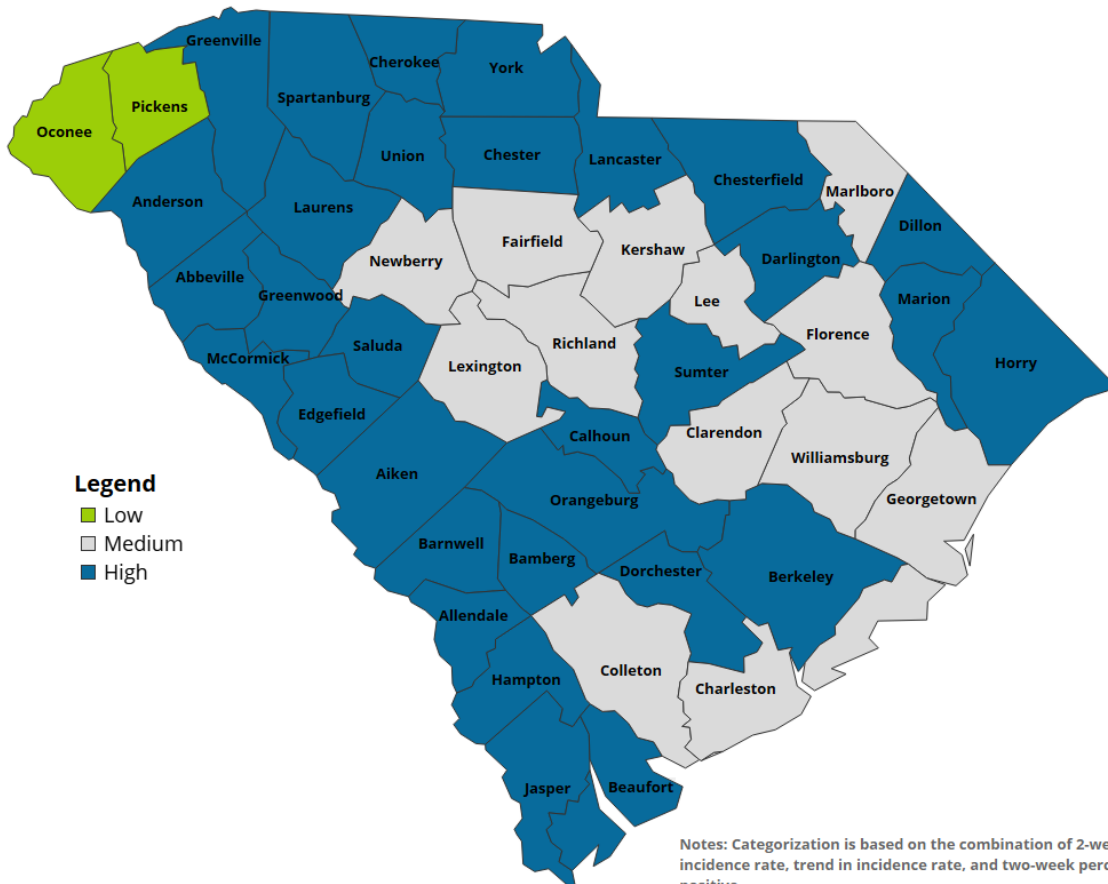 Greenville
Cherokee
York
Spartanburg
Pickens
Oconee
Union
Chester
Lancaster
Chesterfield
Marlboro
Anderson
Laurens
Dillon
Fairfield
Kershaw
Darlington
Newberry
Abbeville
Greenwood
Lee
Marion
Florence
Richland
Saluda
McCormick
Lexington
Sumter
Horry
Edgefield
Calhoun
Clarendon
Williamsburg
Aiken
Orangeburg
Georgetown
Legend
Low
Medium
High
Barnwell
Bamberg
Dorchester
Berkeley
Allendale
Colleton
Hampton
Charleston
Jasper
Beaufort
Notes: Categorization is based on the combination of 2-we
incidence rate, trend in incidence rate, and two-week perc